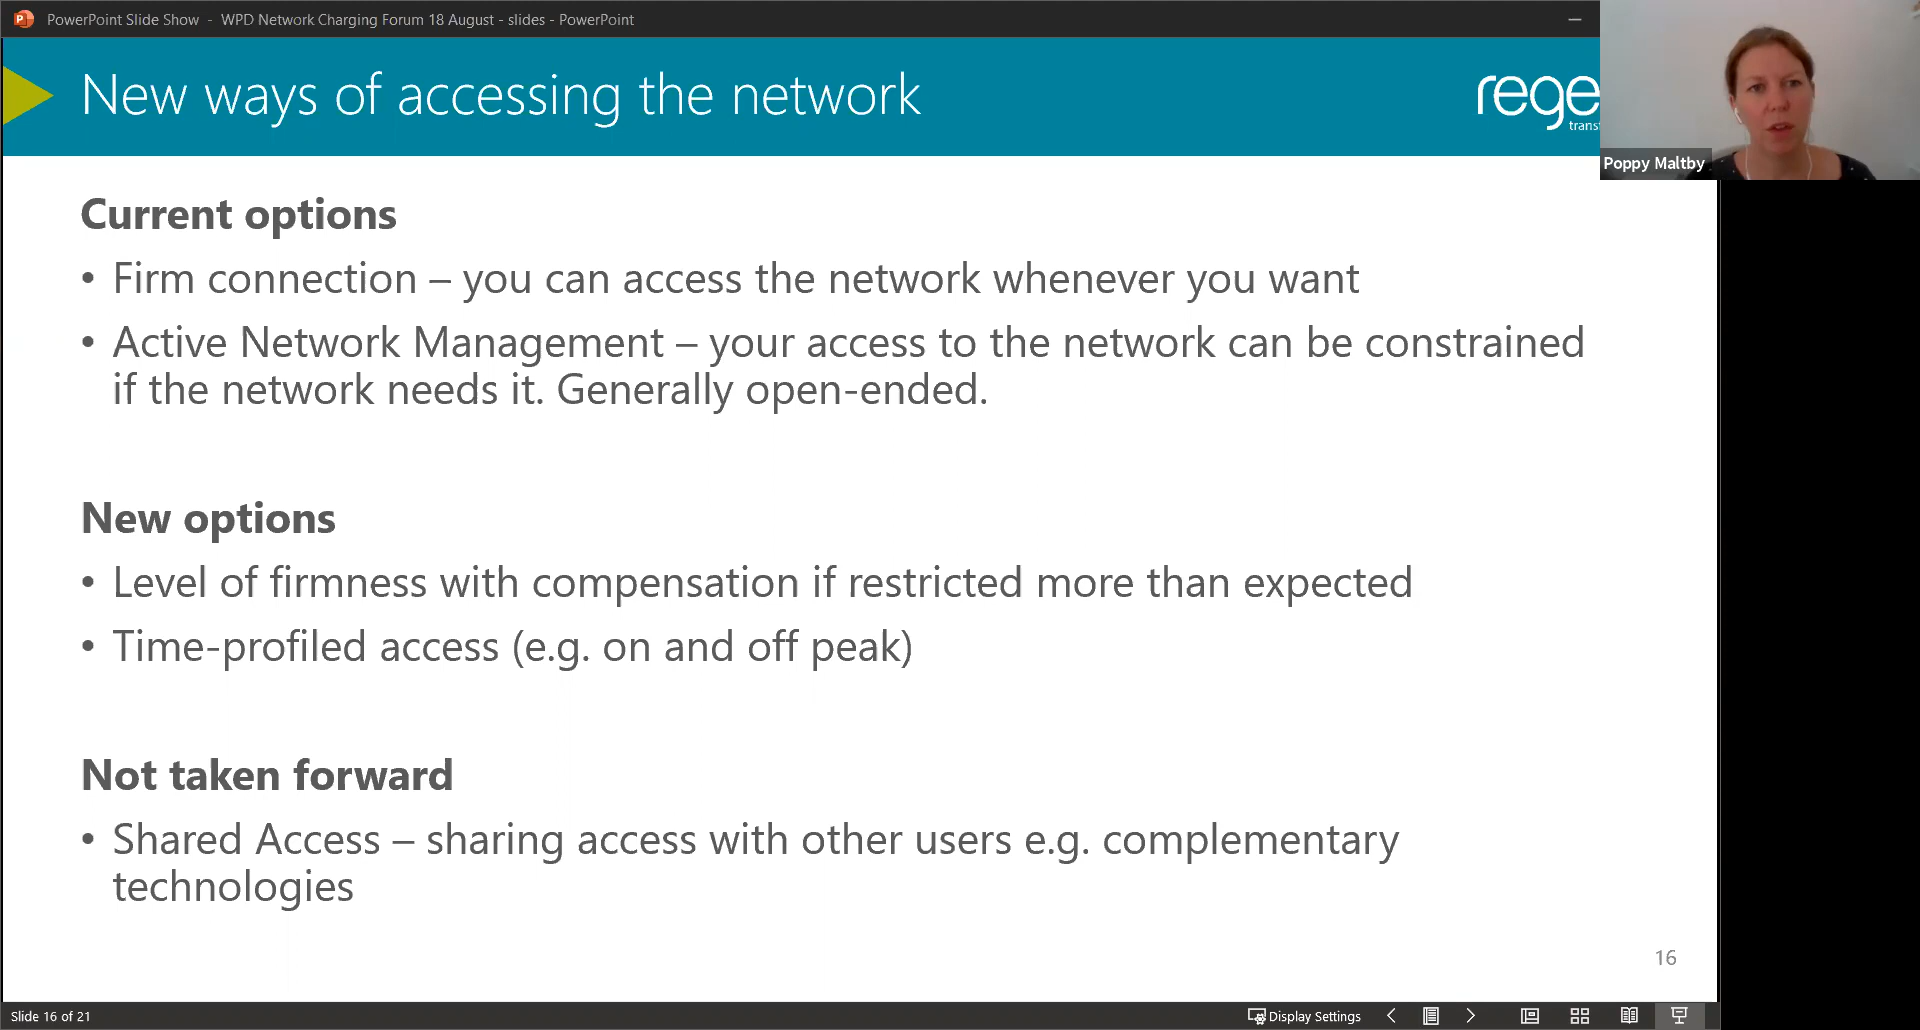 PowerPoint Slide Show - WPD Network Charging Forum 18 August - slides - PowerPoint
New ways of accessing the network
rege
trans
Poppy Maltby
Current options
• Firm connection – you can access the network whenever you want
• Active Network Management – your access to the network can be constrained
if the network needs it. Generally open-ended.
New options
• Level of firmness with compensation if restricted more than expected
• Time-profiled access (e.g. on and off peak)
Not taken forward
• Shared Access – sharing access with other users e.g. complementary
technologies
16
Slide 16 of 21
Display Settings